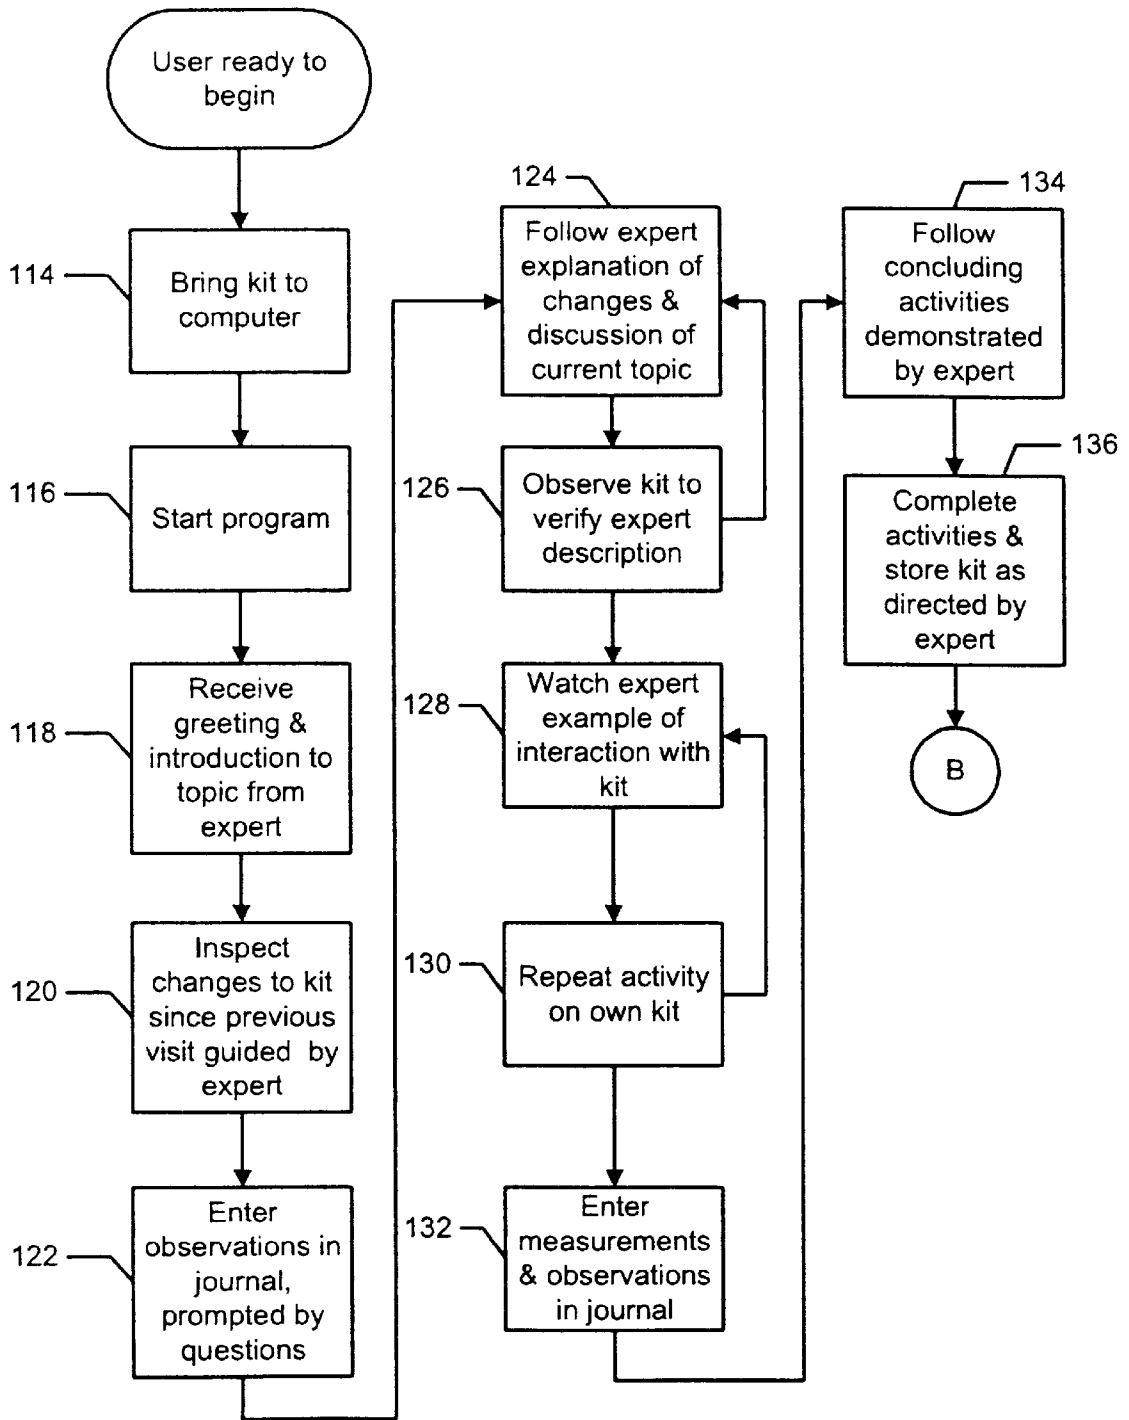 User ready to
begin
114
Bring kit to
computer
116
Start program
118
Receive
greeting &
introduction to
topic from
expert
120
Inspect
changes to kit
since previous
visit guided by
expert
122
Enter
observations in
journal,
prompted by
questions
124
Follow expert
explanation of
changes &
discussion of
current topic
126
Observe kit to
verify expert
description
128
Watch expert
example of
interaction with
kit
130
Repeat activity
on own kit
132
Enter
measurements
& observations
in journal
134
Follow
concluding
activities
demonstrated
by expert
136
Complete
activities &
store kit as
directed by
expert
B